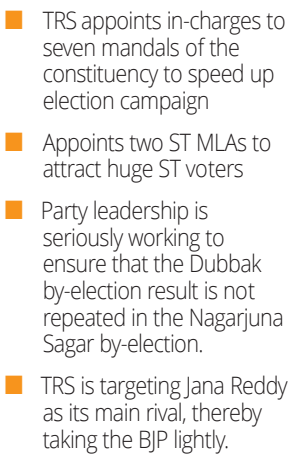 TRS appoints in-charges to
seven mandals of the
constituency to speed up
election campaign
Appoints two ST MLAs to
attract huge ST voters
Party leadership is
seriously working to
ensure that the Dubbak
by-election result is not
repeated in the Nagarjuna
Sagar by-election.
TRS is targeting Jana Reddy
as its main rival, thereby
taking the BJP lightly.